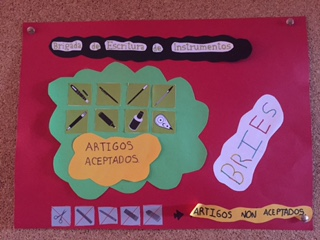 Brigada de Escritura de Instrumentos
ARTIGOS
ACEPTADOS
BRIES
ARTIGOS NON ACEPTADOS